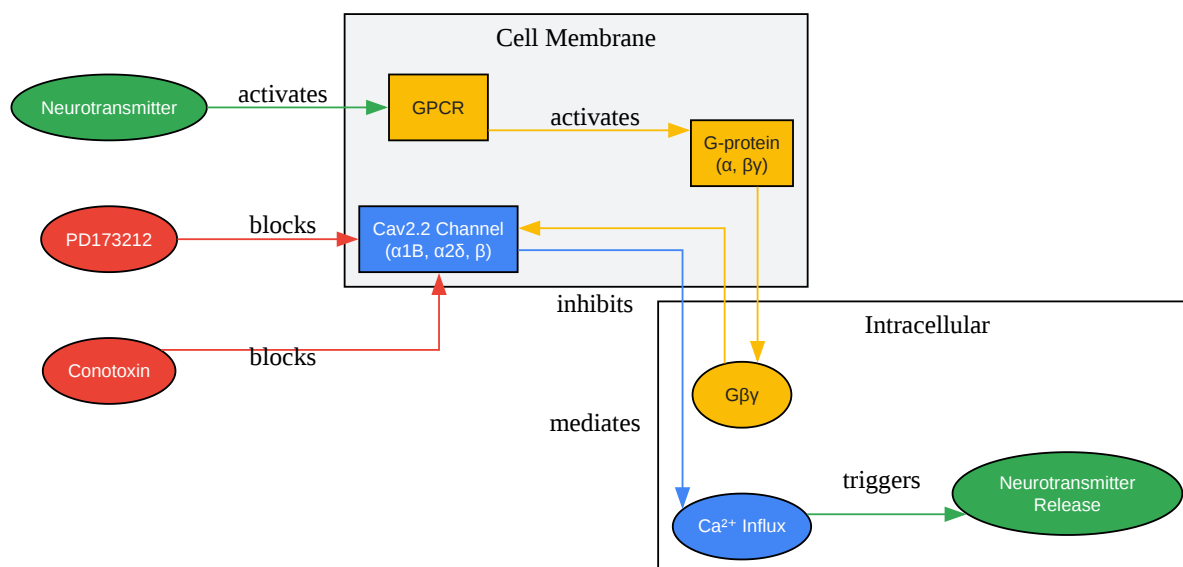 Cell Membrane
Neurotransmitter
activates
GPCR
activates
G-protein
(α, βγ)
PD173212
blocks
Cav2.2 Channel
(α1B, α2δ, β)
inhibits
Intracellular
Conotoxin
blocks
Gβγ
mediates
triggers
Neurotransmitter
Release
Ca²⁺ Influx